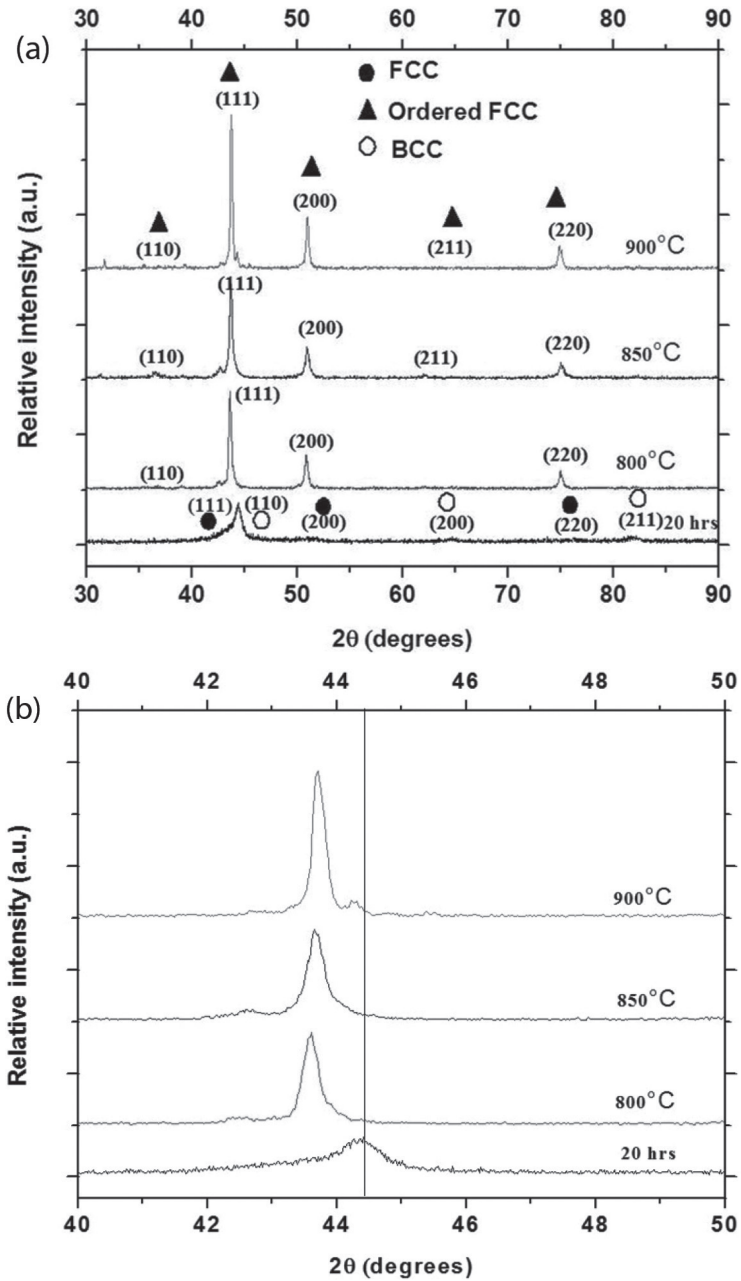 (a)
30 40 50 60 70 80 90
FCC
Ordered FCC
BCC
(111)
(200)
(110)
(211)
(220)
900°C
(111)
(200)
(110)
(211)
(220)
850°C
(111)
(200)
(110)
(220)
800°C
(111) (110) (200) (200) (220) (211) 20 hrs
30 40 50 60 70 80 90
2θ (degrees)
Relative intensity (a.u.)
(b)
40 42 44 46 48 50
900°C
850°C
800°C
20 hrs
40 42 44 46 48 50
2θ (degrees)
Relative intensity (a.u.)